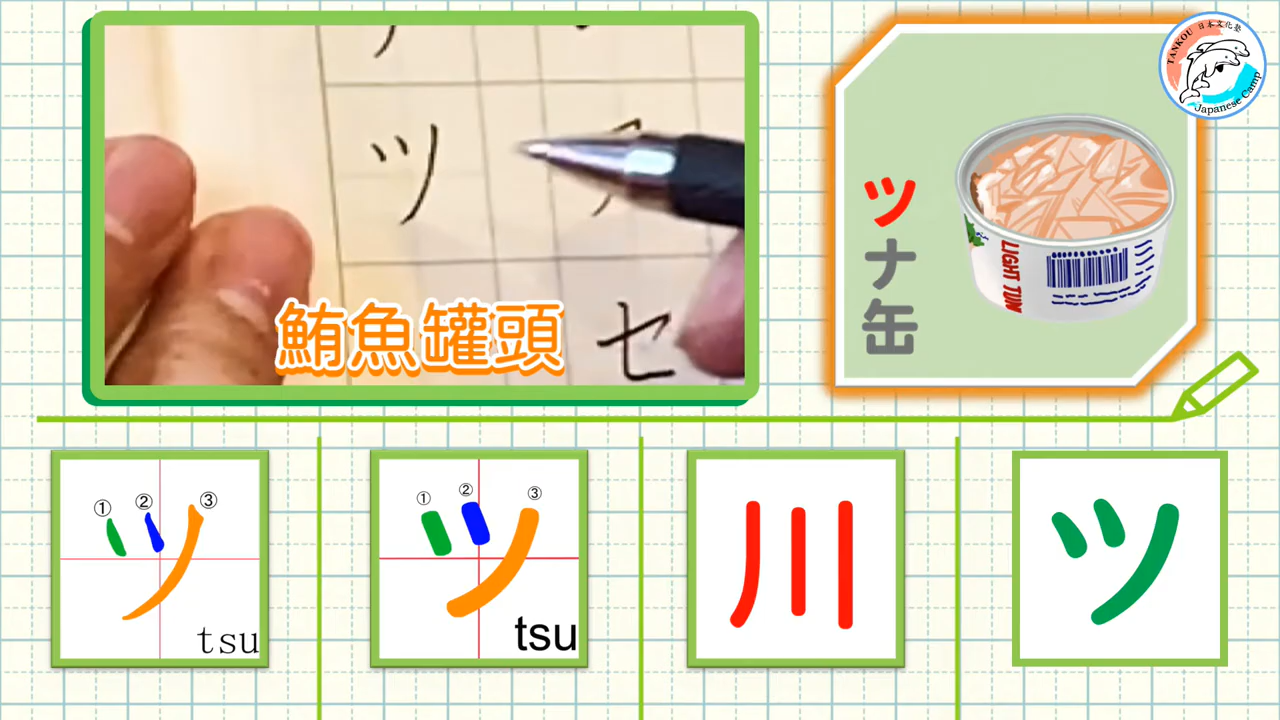 ツ
セ
鮪魚罐頭
ツナ缶
LIGHT TUN
TANKOU 日本文化塾
Japanese Camp
① ② ③
tsu
① ② ③
tsu
川
ツ